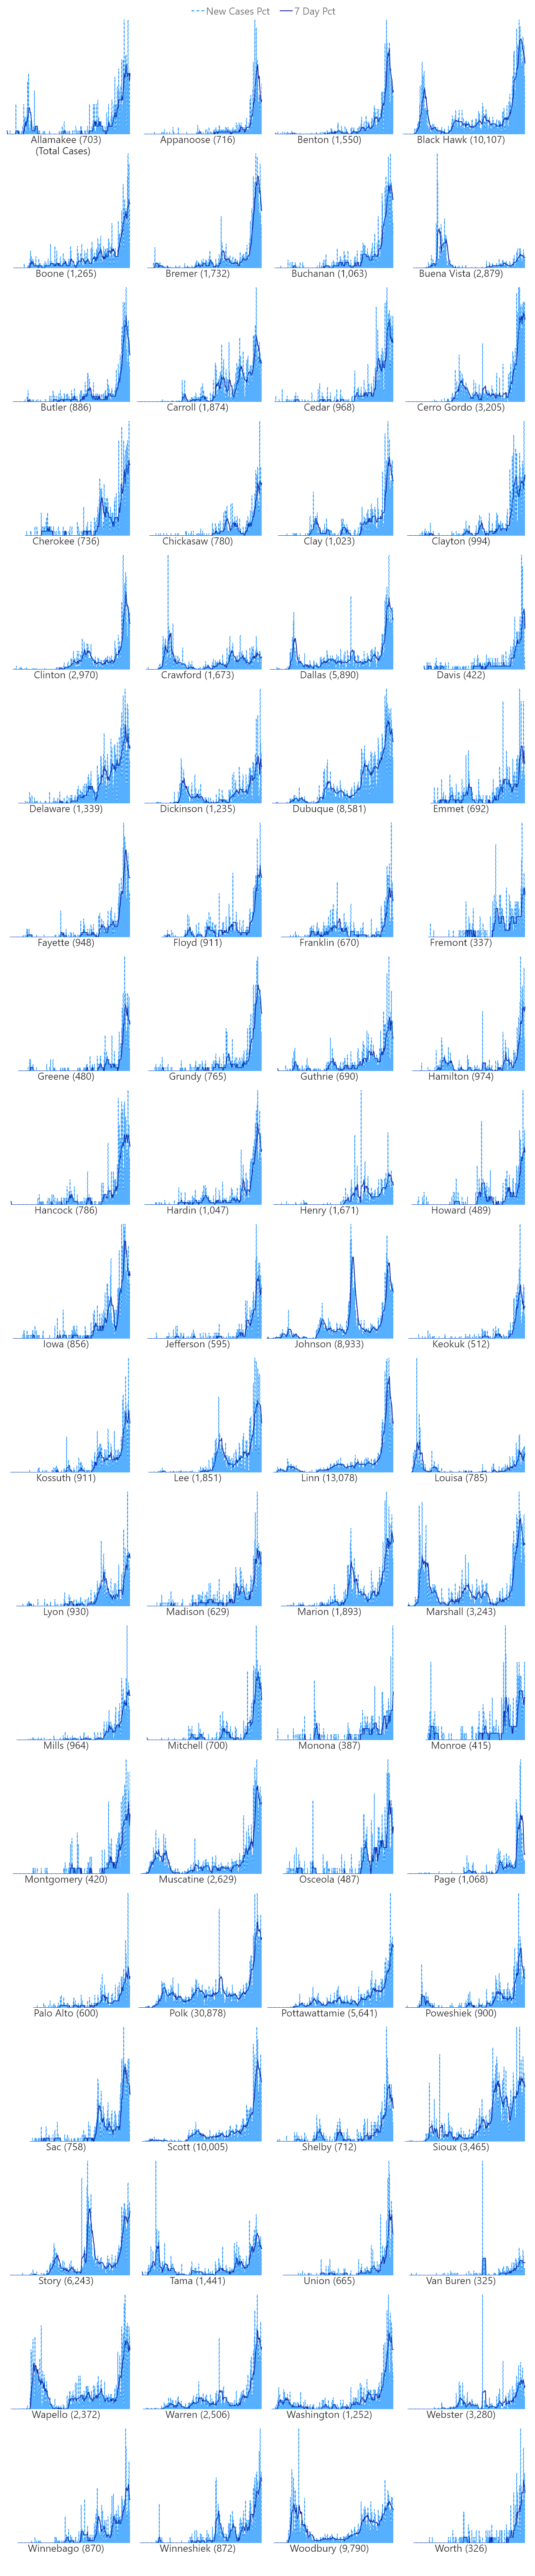 New Cases Pct 7 Day Pct
Allamakee (703) Appanoose (716) Benton (1,550) Black Hawk (10,107)
(Total Cases)
Boone (1,265) Bremer (1,732) Buchanan (1,063) Buena Vista (2,879)
Butler (886) Carroll (1,874) Cedar (968) Cerro Gordo (3,205)
Cherokee (736) Chickasaw (780) Clay (1,023) Clayton (994)
Clinton (2,970) Crawford (1,673) Dallas (5,890) Davis (422)
Delaware (1,339) Dickinson (1,235) Dubuque (8,581) Emmet (692)
Fayette (948) Floyd (911) Franklin (670) Fremont (337)
Greene (480) Grundy (765) Guthrie (690) Hamilton (974)
Hancock (786) Hardin (1,047) Henry (1,671) Howard (489)
Iowa (856) Jefferson (595) Johnson (8,933) Keokuk (512)
Kossuth (911) Lee (1,851) Linn (13,078) Louisa (785)
Lyon (930) Madison (629) Marion (1,893) Marshall (3,243)
Mills (964) Mitchell (700) Monona (387) Monroe (415)
Montgomery (420) Muscatine (2,629) Osceola (487) Page (1,068)
Palo Alto (600) Polk (30,878) Pottawattamie (5,641) Poweshiek (900)
Sac (758) Scott (10,005) Shelby (712) Sioux (3,465)
Story (6,243) Tama (1,441) Union (665) Van Buren (325)
Wapello (2,372) Warren (2,506) Washington (1,252) Webster (3,280)
Winnebago (870) Winneshiek (872) Woodbury (9,790) Worth (326)